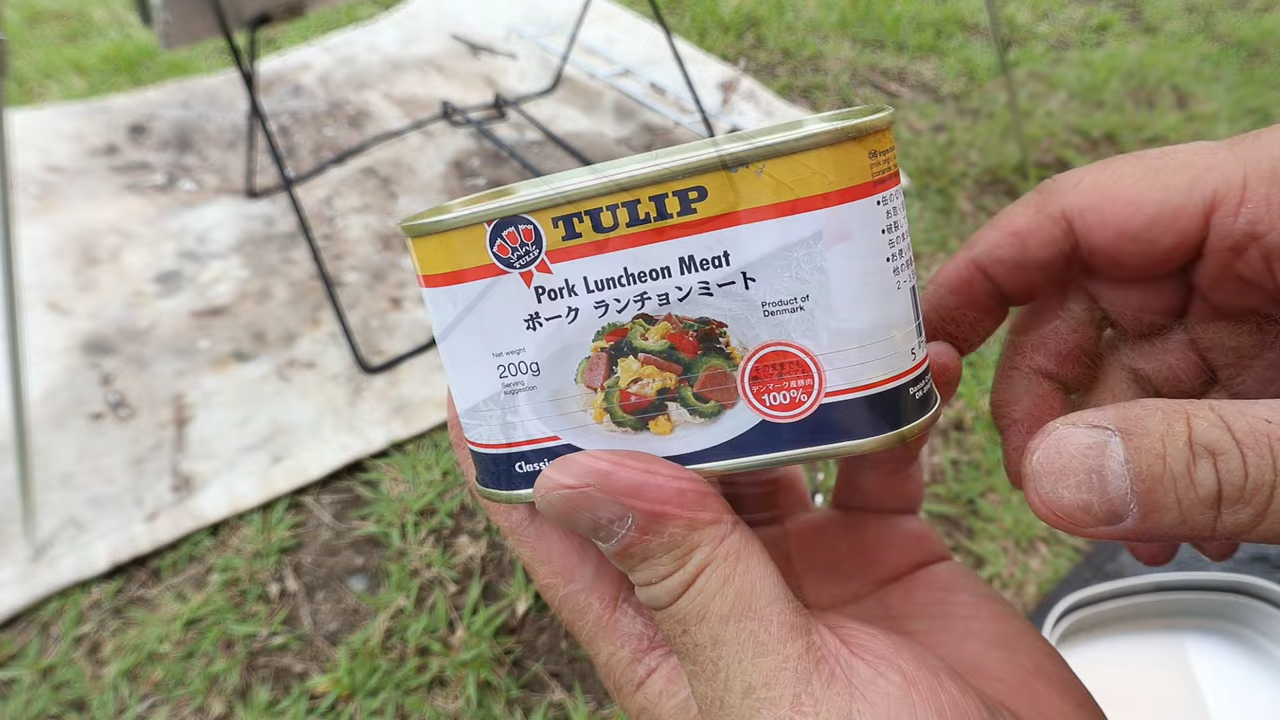 TULIP
TULIP
Pork Luncheon Meat
ポーク ランチョンミート
Product of
Denmark
Net weight
200g
Serving
suggestion
デンマーク産豚肉
100%
Classi